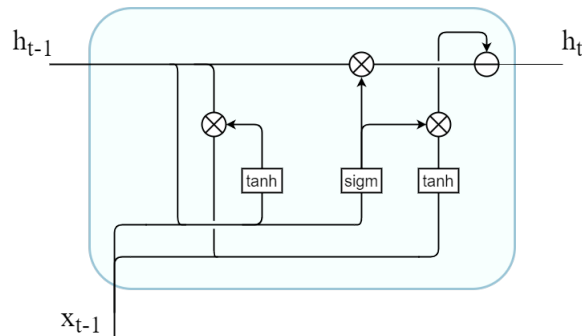 h_{t-1} h_t
tanh sigm tanh
x_{t-1}